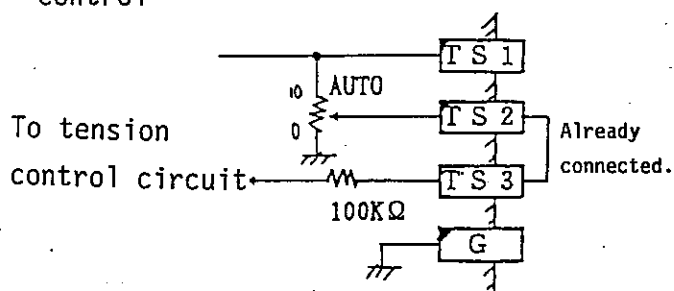 control
TS1
10 AUTO
0
TS2
To tension
control circuit
Already
connected.
TS3
100KΩ
G